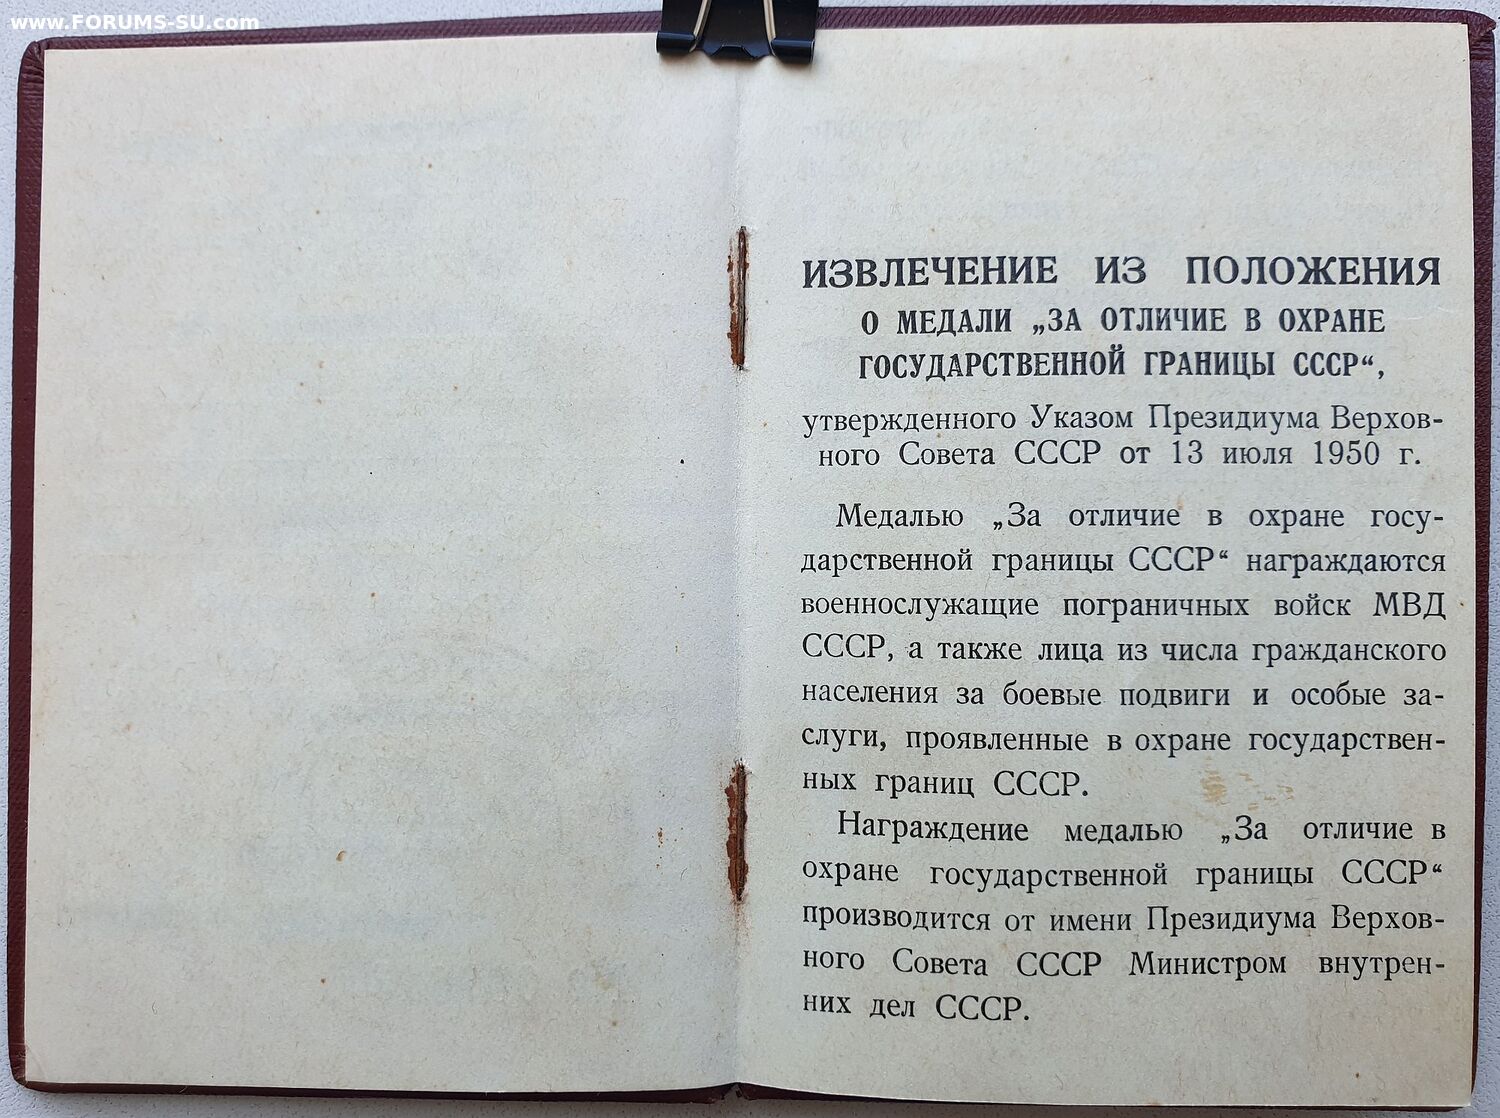 www.FORUMS-SU.com
ИЗВЛЕЧЕНИЕ ИЗ ПОЛОЖЕНИЯ
О МЕДАЛИ „ЗА ОТЛИЧИЕ В ОХРАНЕ
ГОСУДАРСТВЕННОЙ ГРАНИЦЫ СССР“,
утвержденного Указом Президиума Верхов-
ного Совета СССР от 13 июля 1950 г.
Медалью „За отличие в охране госу-
дарственной границы СССР“ награждаются
военнослужащие пограничных войск МВД
СССР, а также лица из числа гражданского
населения за боевые подвиги и особые за-
слуги, проявленные в охране государствен-
ных границ СССР.
Награждение медалью „За отличие в
охране государственной границы СССР“
производится от имени Президиума Верхов-
ного Совета СССР Министром внутрен-
них дел СССР.